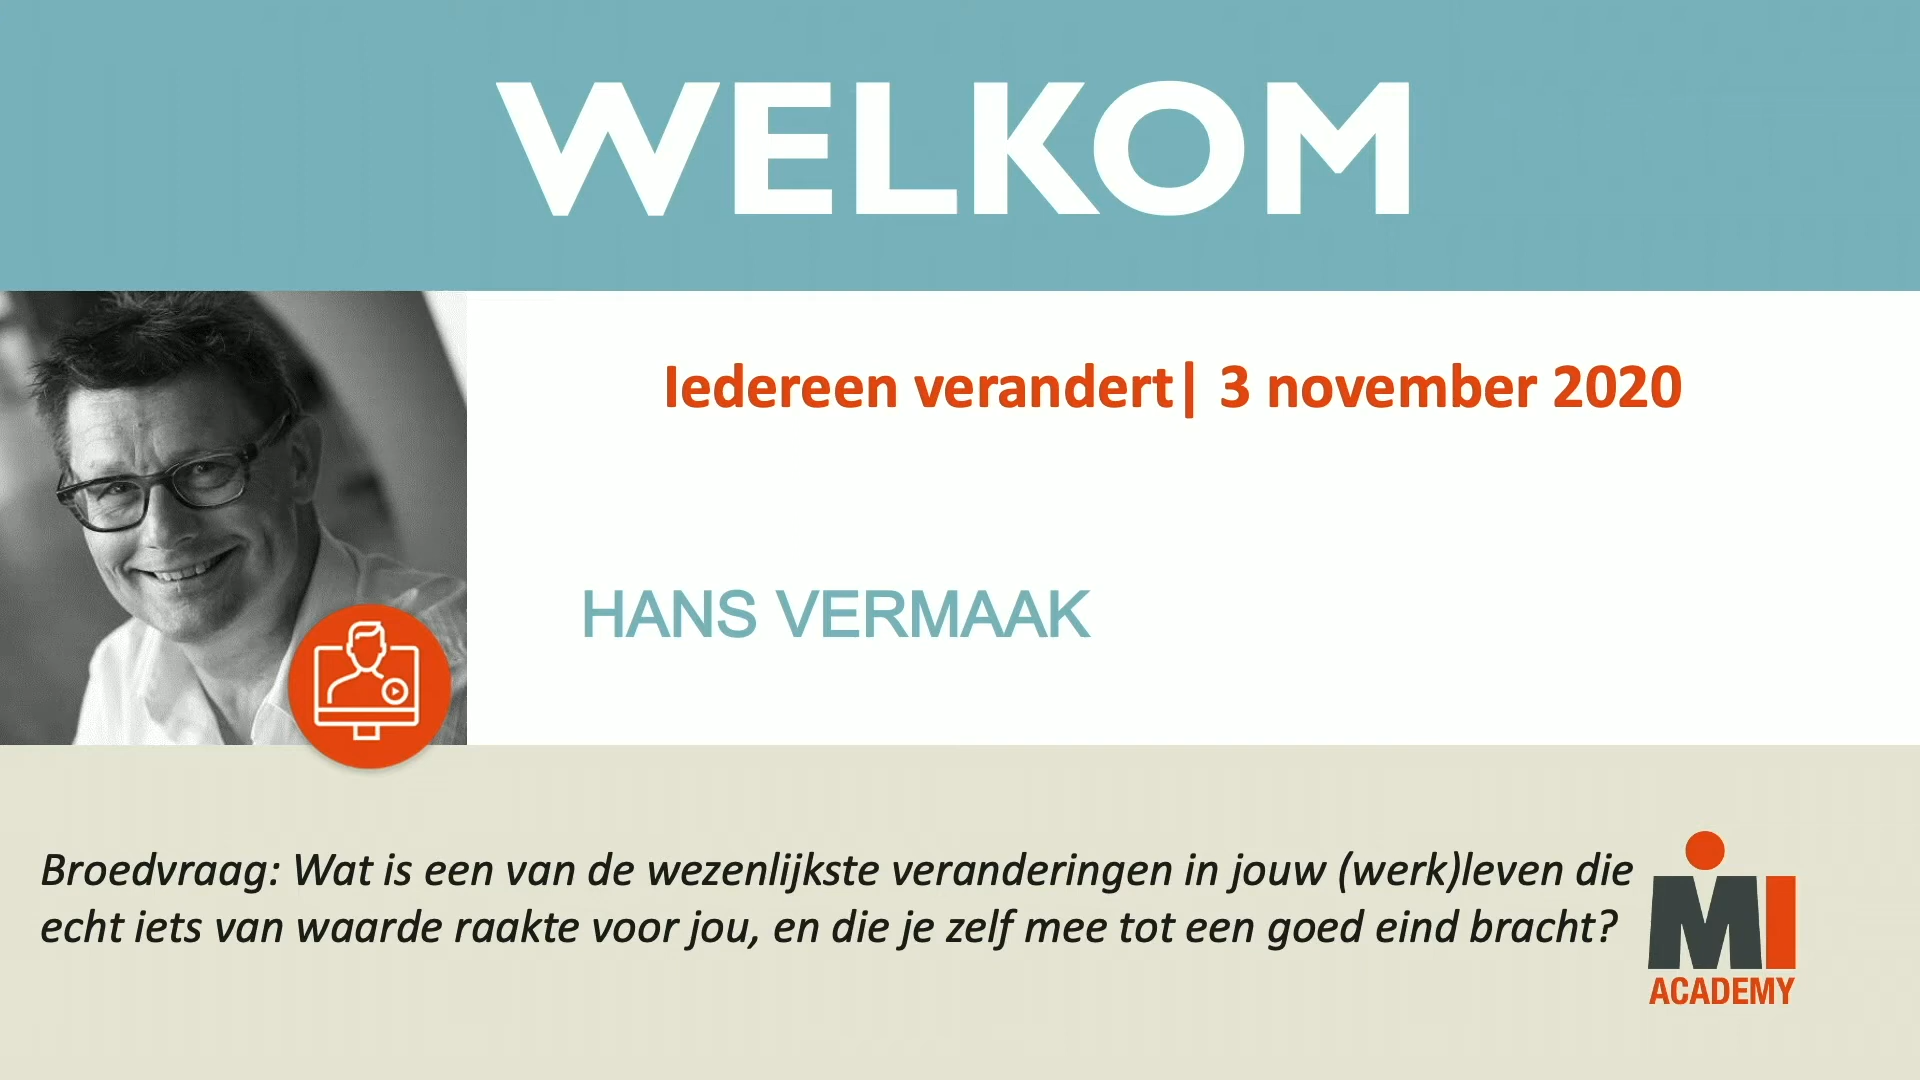 WELKOM
Iedereen verandert| 3 november 2020
HANS VERMAAK
Broedvraag: Wat is een van de wezenlijkste veranderingen in jouw (werk)leven die
echt iets van waarde raakte voor jou, en die je zelf mee tot een goed eind bracht?
MI
ACADEMY